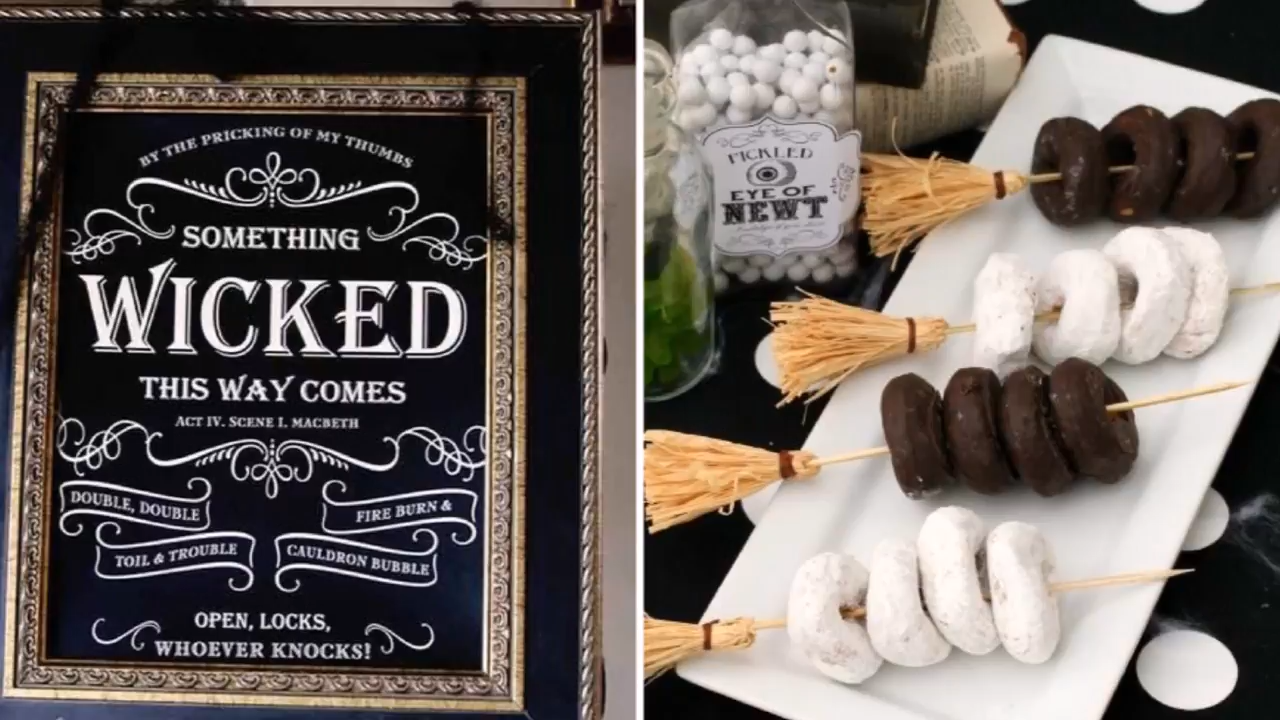 BY THE PRICKING OF MY THUMBS
SOMETHING
WICKED
THIS WAY COMES
ACT IV. SCENE I. MACBETH
DOUBLE, DOUBLE
TOIL & TROUBLE
FIRE BURN &
CAULDRON BUBBLE
OPEN, LOCKS,
WHOEVER KNOCKS!
PICKLED
EYE OF
NEWT